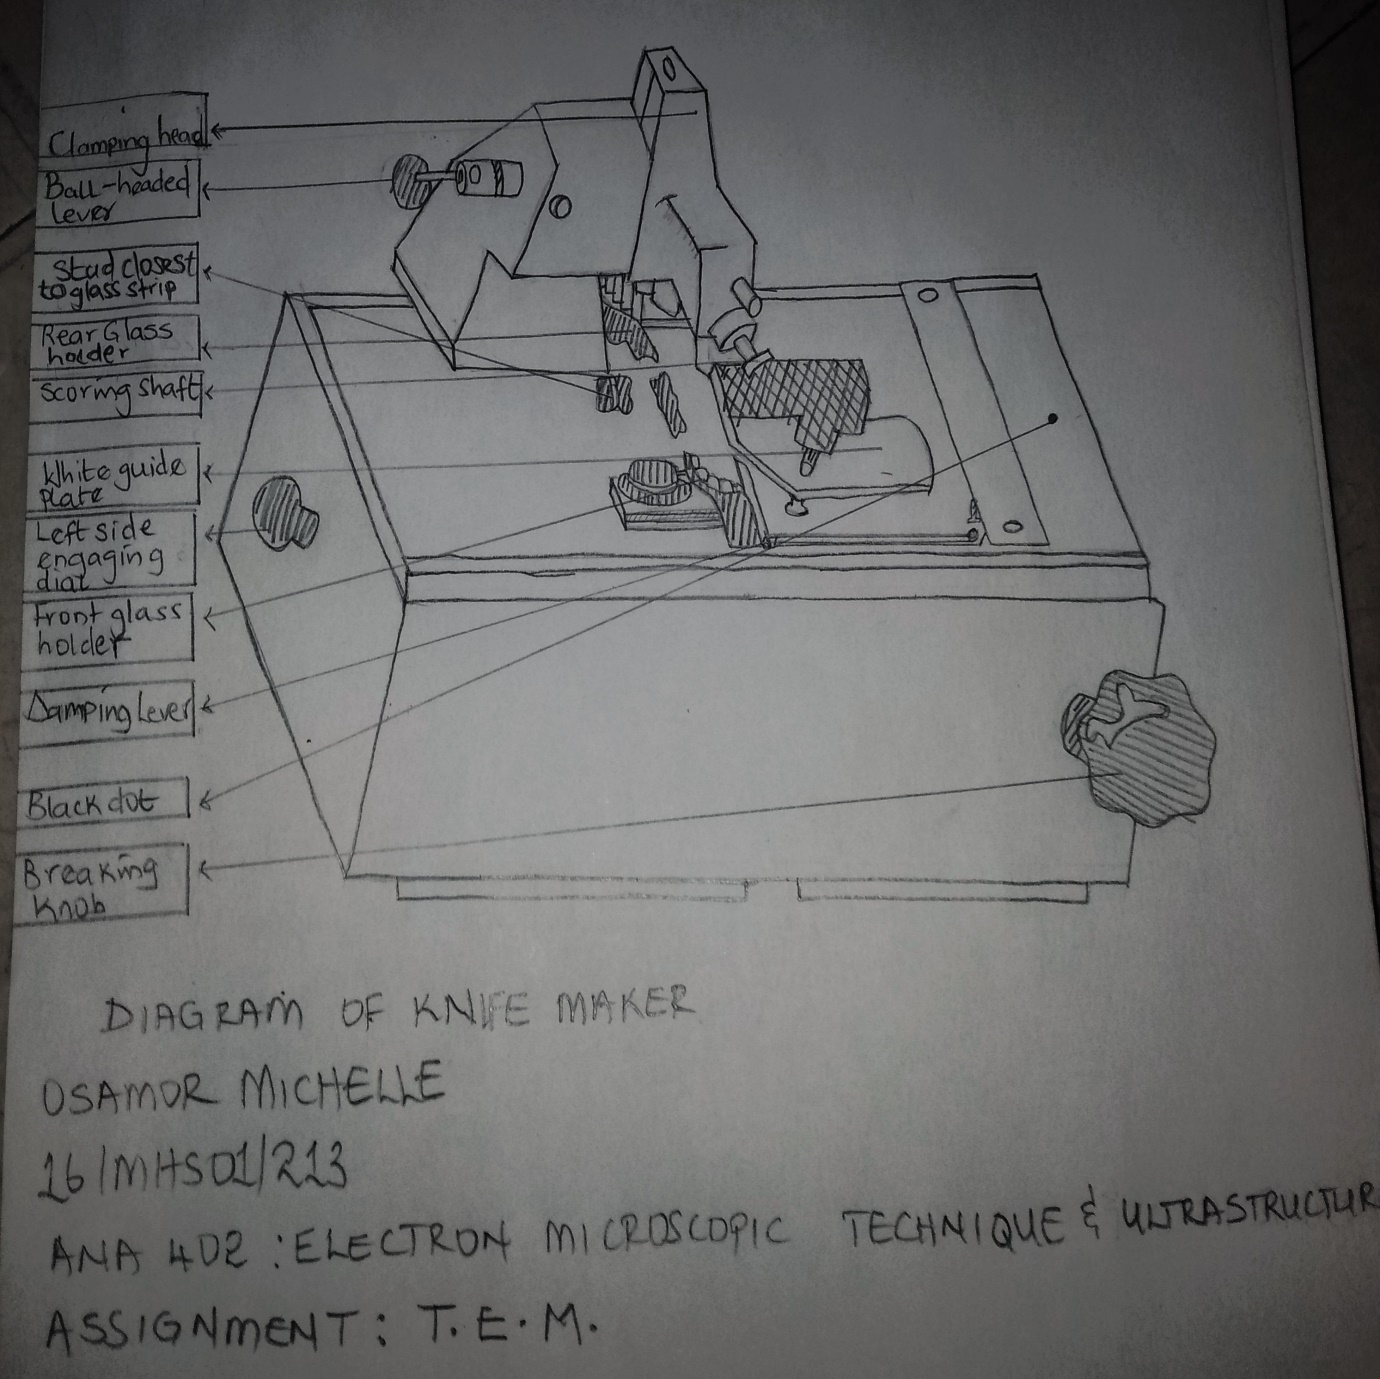 Clamping head
Ball-headed
lever
Stud closest
to glass strip
Rear Glass
holder
Scoring shaft
White guide
plate
Left side
engaging
dial
Front glass
holder
Damping Lever
Black dot
Breaking
Knob
DIAGRAM OF KNIFE MAKER
OSAMOR MICHELLE
16/MHS01/213
ANA 402 : ELECTRON MICROSCOPIC TECHNIQUE & ULTRASTRUCTUR
ASSIGNMENT: T.E.M.